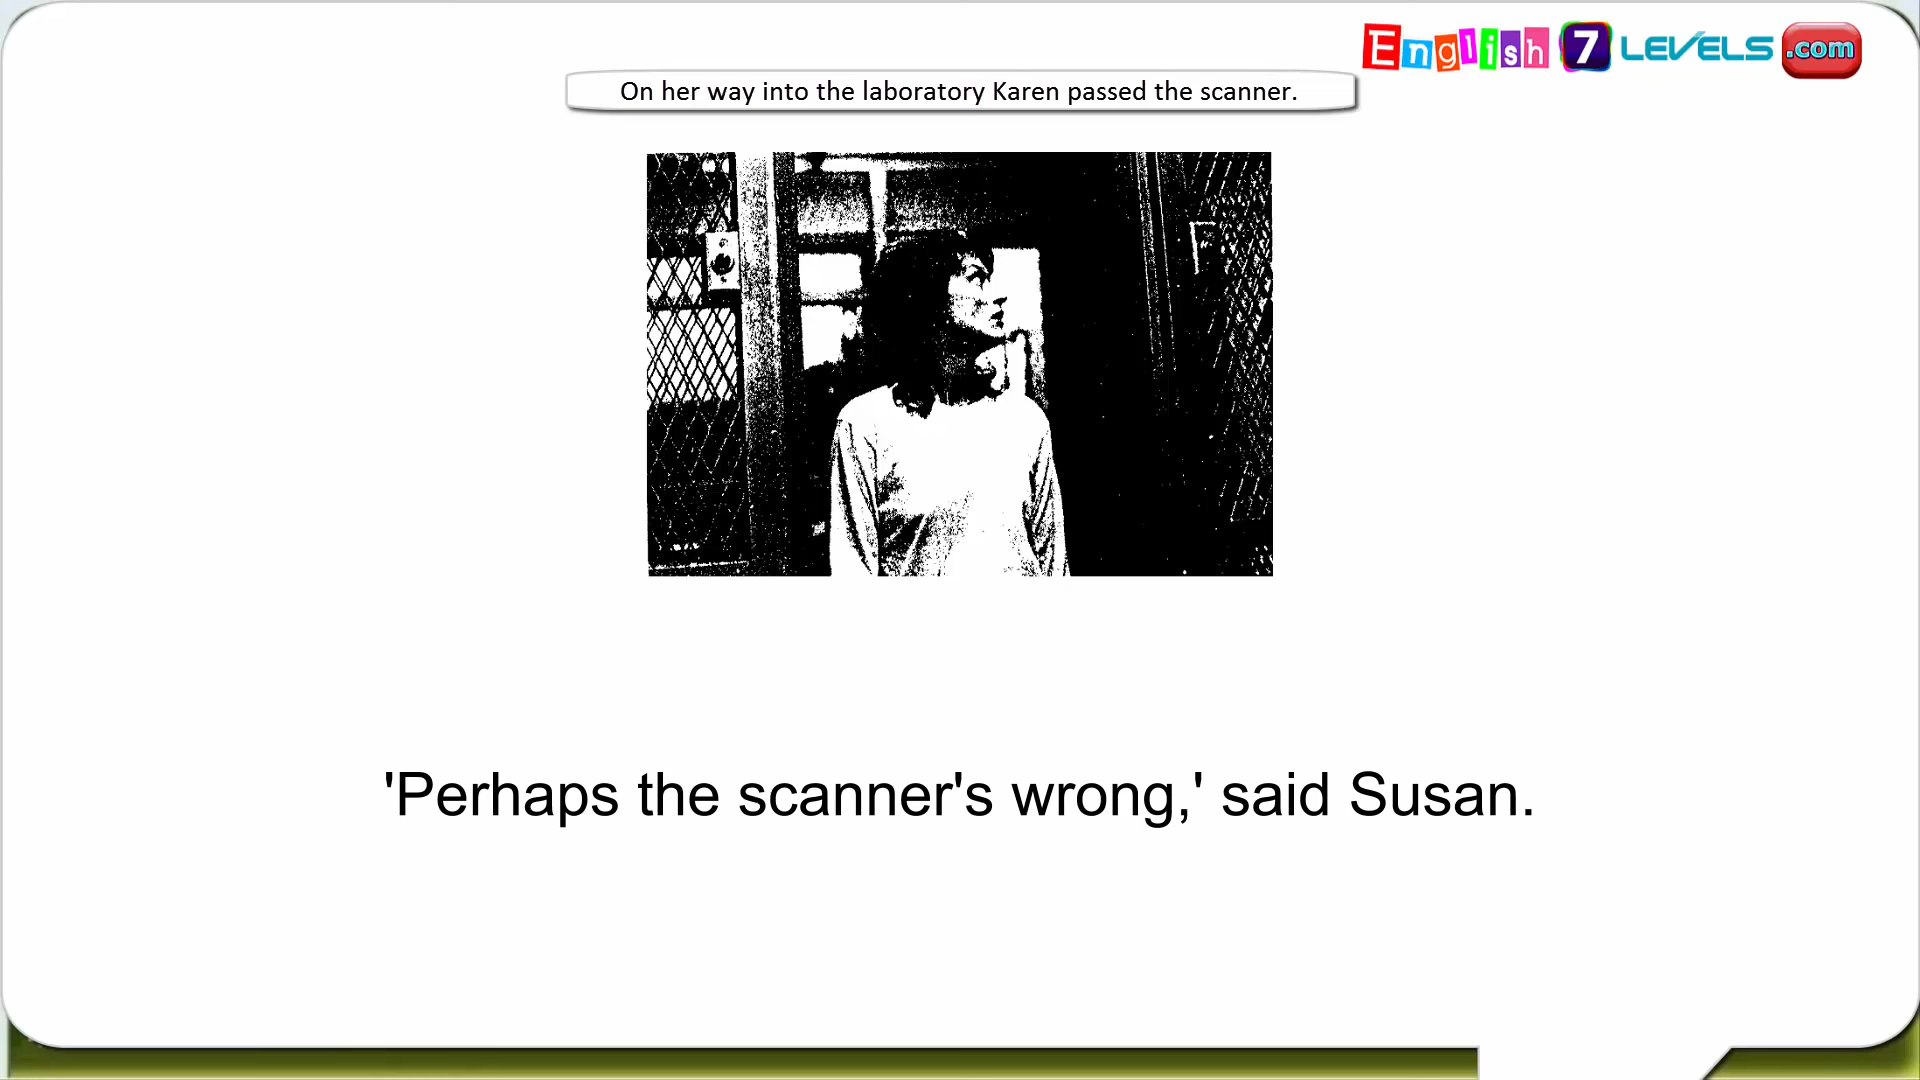 English 7 LEVELS .com
On her way into the laboratory Karen passed the scanner.
'Perhaps the scanner's wrong,' said Susan.